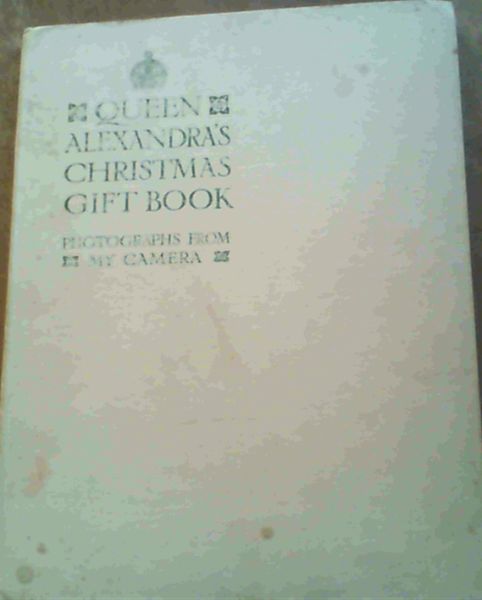 QUEEN
ALEXANDRA'S
CHRISTMAS
GIFT BOOK
PHOTOGRAPHS FROM
MY CAMERA